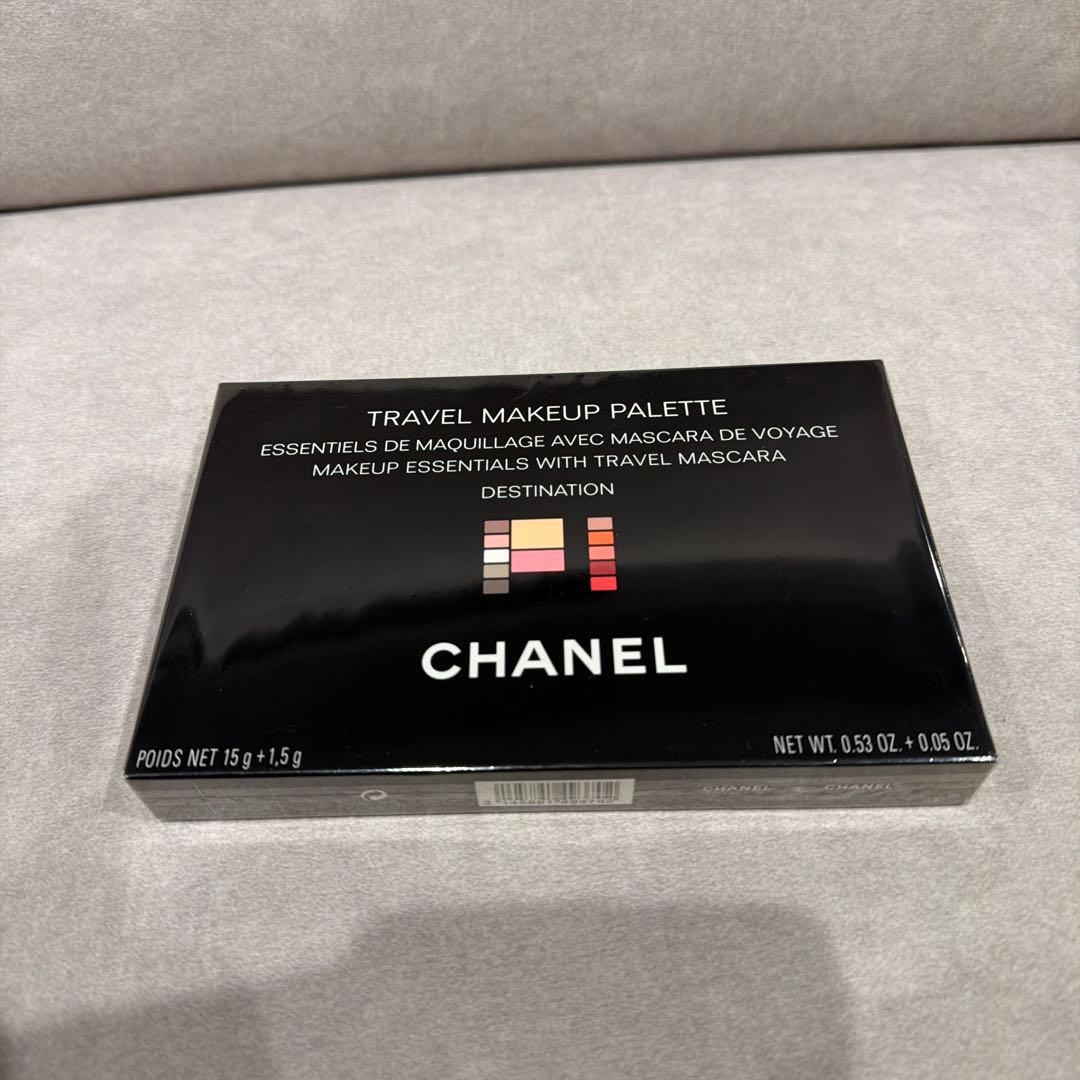 TRAVEL MAKEUP PALETTE
ESSENTIELS DE MAQUILLAGE AVEC MASCARA DE VOYAGE
MAKEUP ESSENTIALS WITH TRAVEL MASCARA
DESTINATION
CHANEL
POIDS NET 15 g + 1,5 g
NET WT. 0.53 OZ. + 0.05 OZ.
CHANEL CHANEL